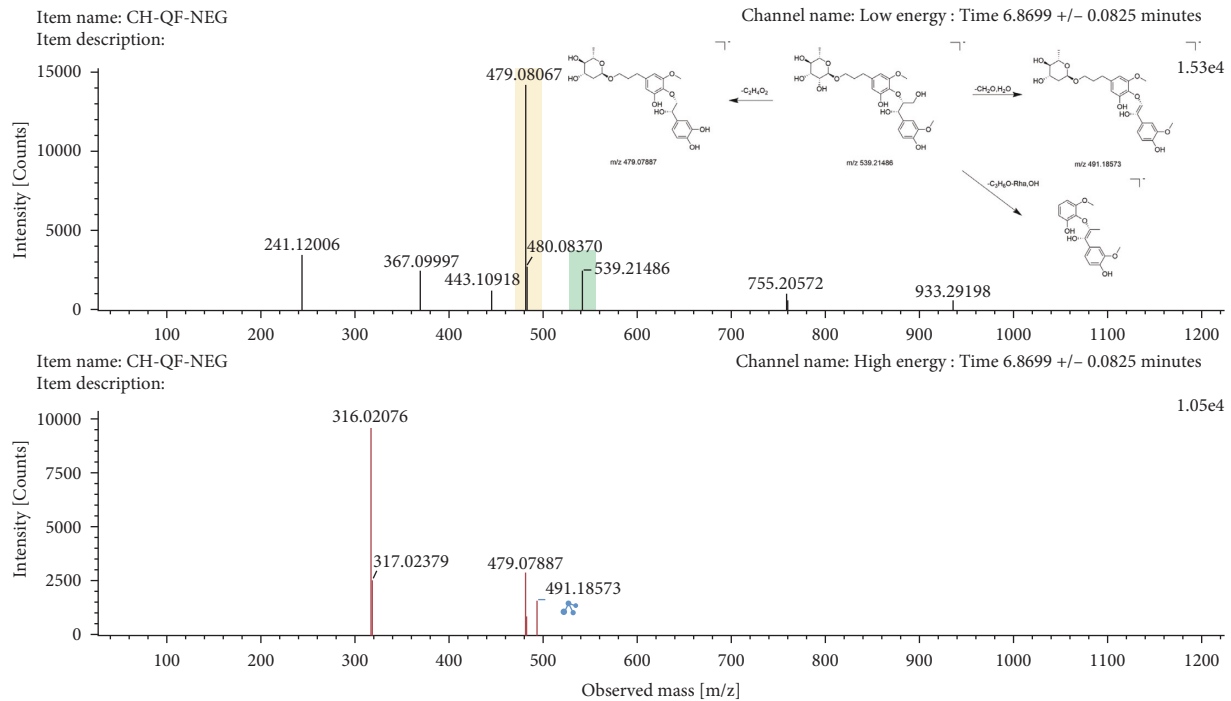 Item name: CH-QF-NEG
Channel name: Low energy : Time 6.8699 +/– 0.0825 minutes
Item description:
1.53e4
Intensity [Counts]
15000
10000
5000
0
241.12006
367.09997
443.10918
479.08067
480.08370
539.21486
755.20572
933.29198
–C₂H₄O₂
–CH₂O,H₂O
–C₃H₆O-Rha,OH
m/z 479.07887
m/z 539.21486
m/z 491.18573
100 200 300 400 500 600 700 800 900 1000 1100 1200
Item name: CH-QF-NEG
Channel name: High energy : Time 6.8699 +/– 0.0825 minutes
Item description:
1.05e4
Intensity [Counts]
10000
7500
5000
2500
0
316.02076
317.02379
479.07887
491.18573
100 200 300 400 500 600 700 800 900 1000 1100 1200
Observed mass [m/z]